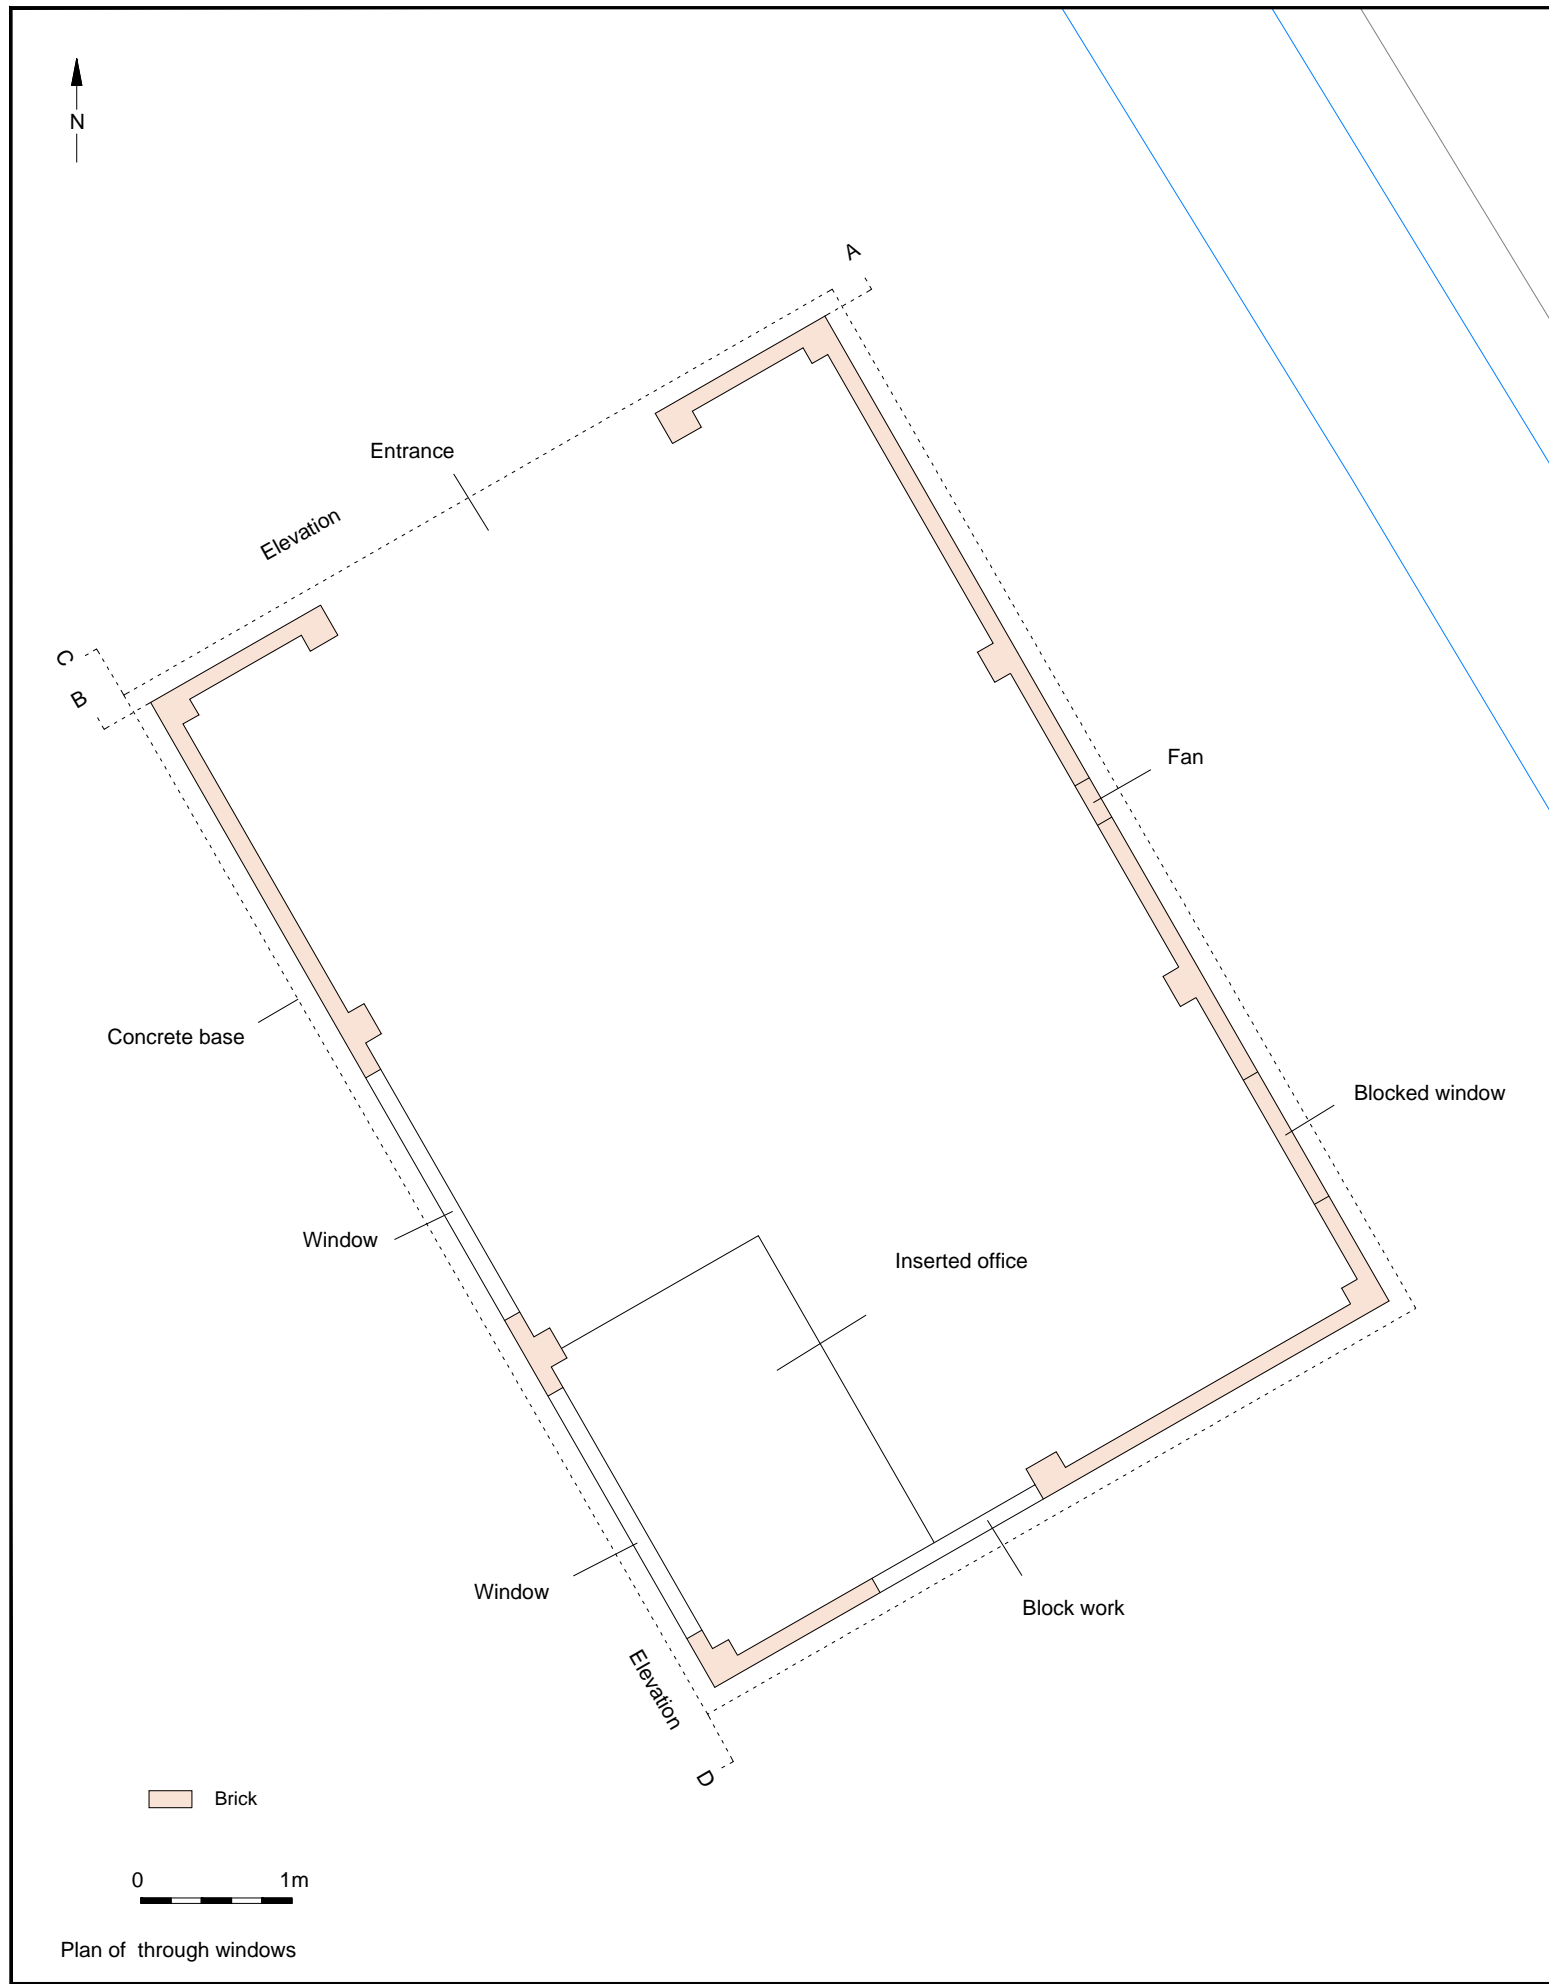 N
A
Entrance
Elevation
C
B
Fan
Concrete base
Blocked window
Window
Inserted office
Window
Block work
Elevation
D
Brick
0 1m
Plan of through windows